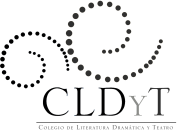 CLDyT
COLEGIO DE LITERATURA DRAMÁTICA Y TEATRO